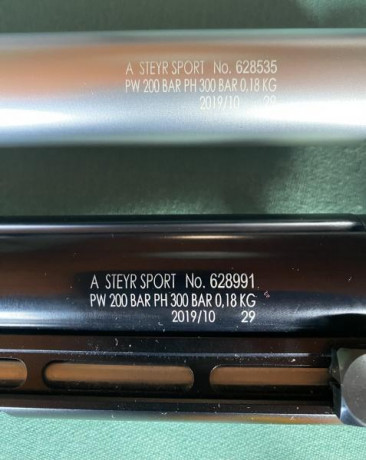 A STEYR SPORT No. 628535
PW 200 BAR PH 300 BAR 0,18 KG
2019/10 29
A STEYR SPORT No. 628991
PW 200 BAR PH 300 BAR 0,18 KG
2019/10 29